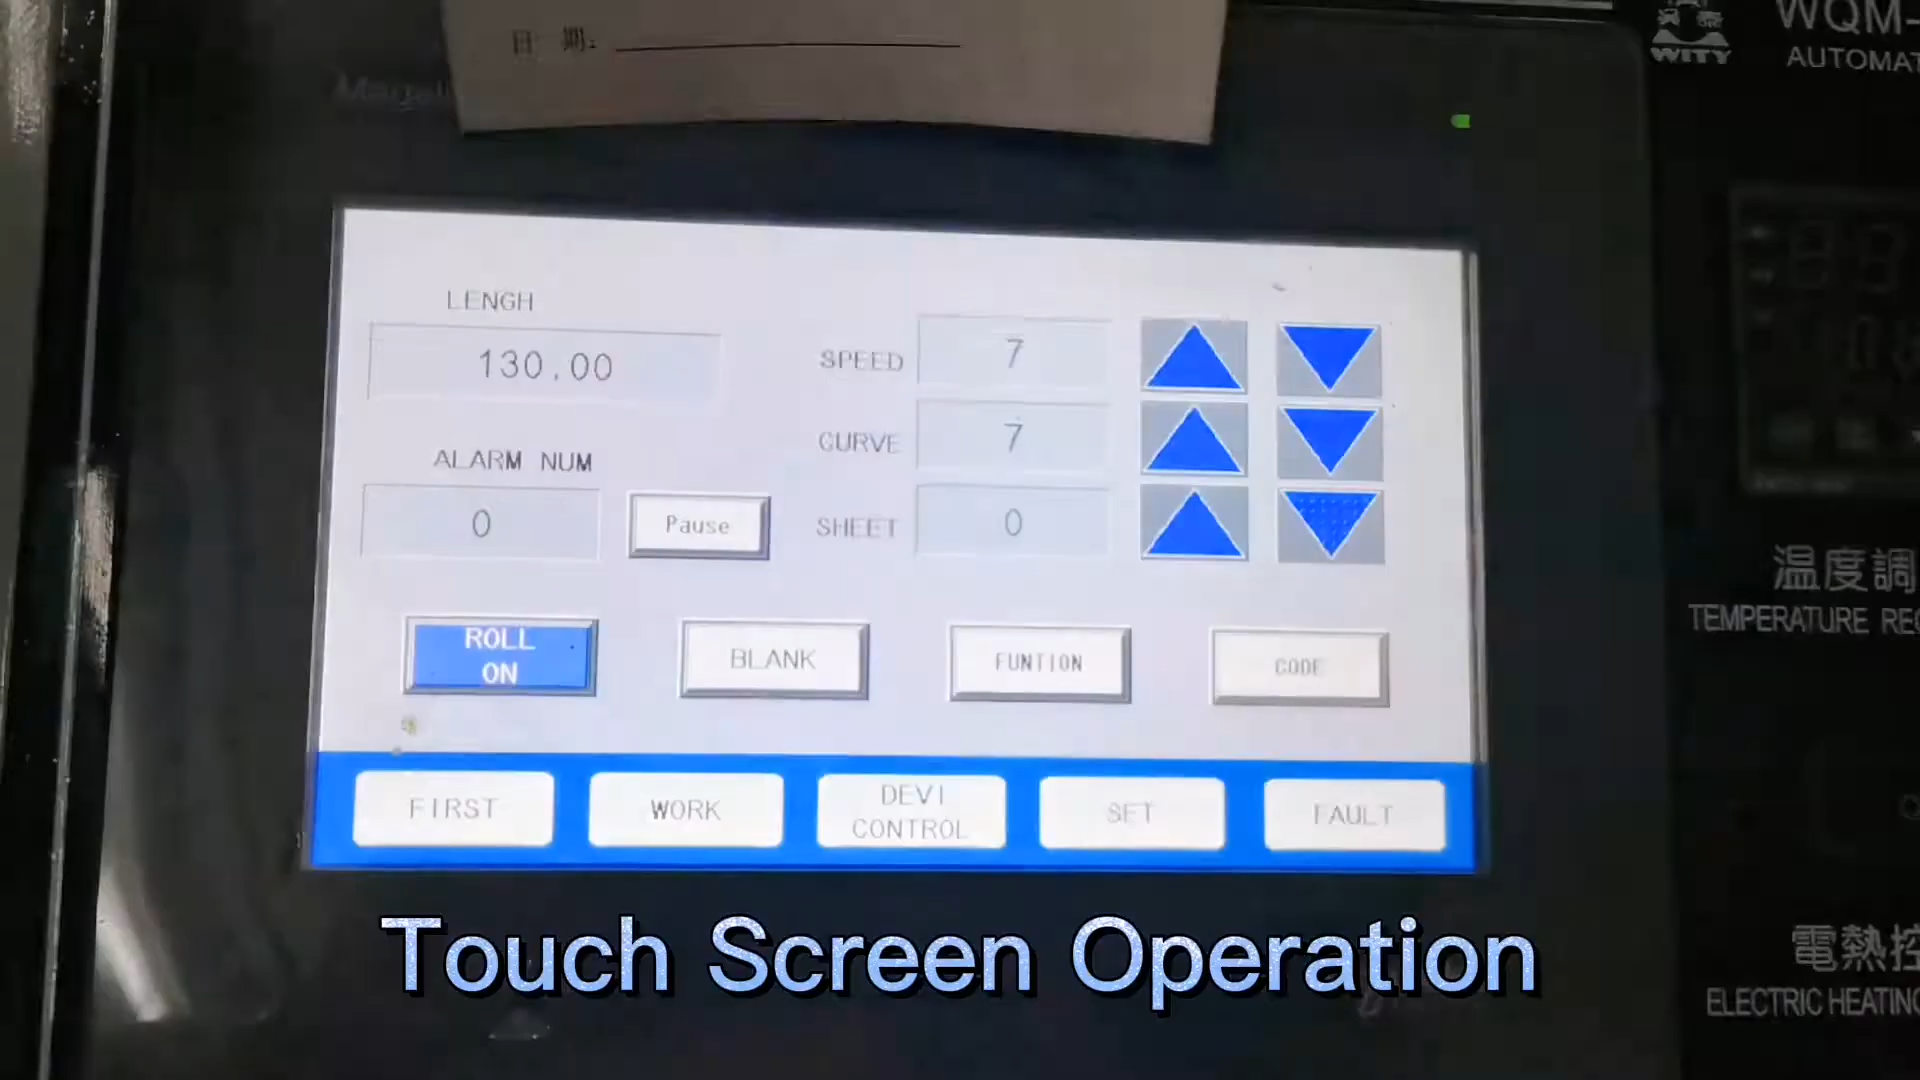 日 期:
WITY
WQM-
AUTOMAT
LENGH
130.00
SPEED 7
CURVE 7
ALARM NUM
0
Pause
SHEET 0
ROLL
ON
BLANK
FUNTION
CODE
FIRST
WORK
DEVI
CONTROL
SET
FAULT
温度調
TEMPERATURE REG
電熱控
ELECTRIC HEATING
Touch Screen Operation